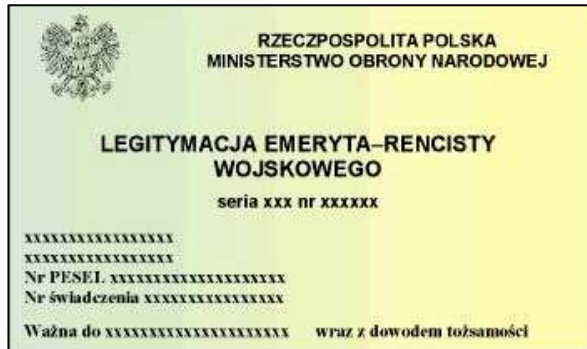 RZECZPOSPOLITA POLSKA
MINISTERSTWO OBRONY NARODOWEJ
LEGITYMACJA EMERYTA–RENCISTY
WOJSKOWEGO
seria xxx nr xxxxxx
xxxxxxxxxxxxxxxxx
xxxxxxxxxxxxxxxxx
Nr PESEL xxxxxxxxxxxxxxxxxxxx
Nr świadczenia xxxxxxxxxxxxxxxx
Ważna do xxxxxxxxxxxxxxxxxxxxx wraz z dowodem tożsamości